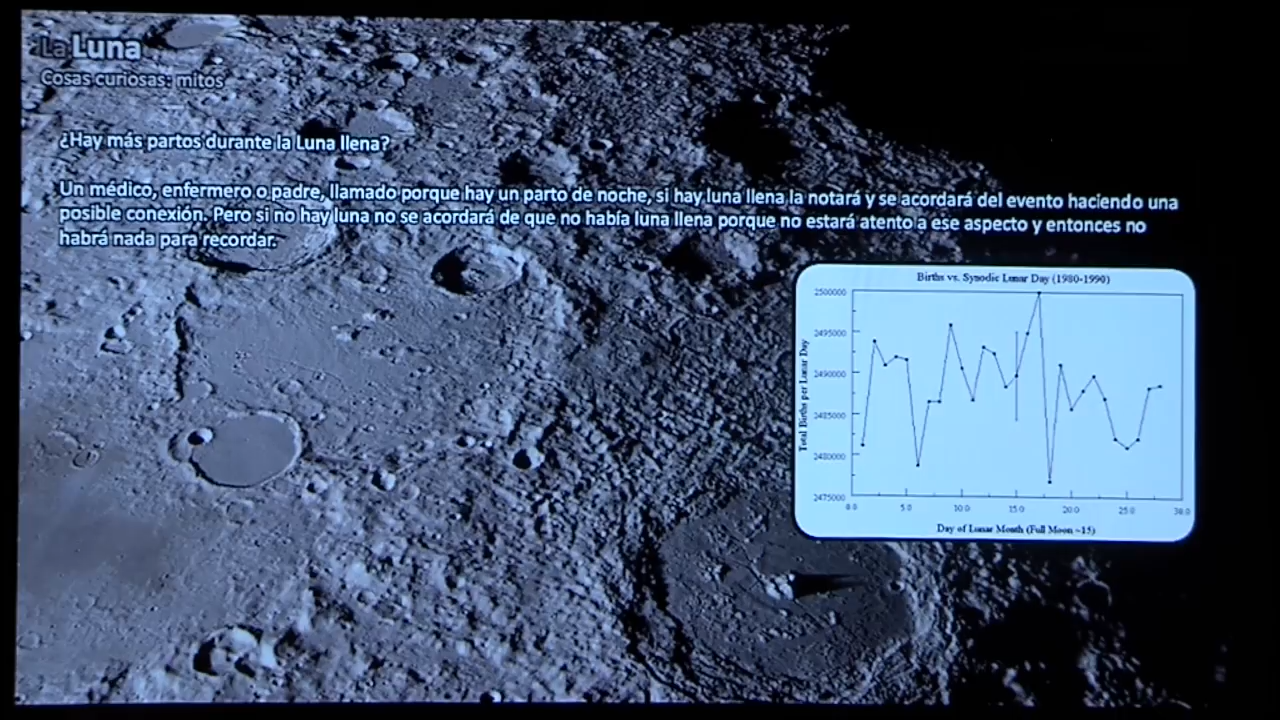 La Luna
Cosas curiosas: mitos
¿Hay más partos durante la Luna llena?
Un médico, enfermero o padre, llamado porque hay un parto de noche, si hay luna llena la notará y se acordará del evento haciendo una
posible conexión. Pero si no hay luna no se acordará de que no había luna llena porque no estará atento a ese aspecto y entonces no
habrá nada para recordar.
Births vs. Synodic Lunar Day (1980-1990)
Total Births per Lunar Day
2500000
2495000
2490000
2485000
2480000
2475000
0.0 5.0 10.0 15.0 20.0 25.0 30.0
Day of Lunar Month (Full Moon ~15)